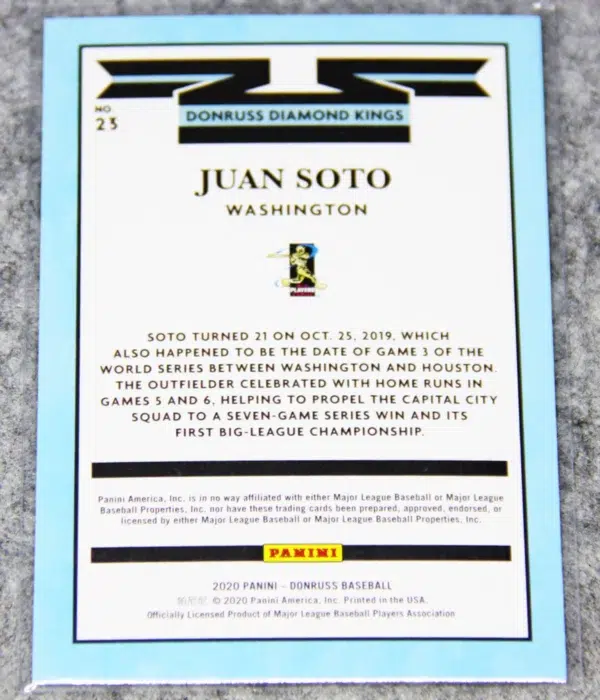 NO.
23
DONRUSS DIAMOND KINGS
JUAN SOTO
WASHINGTON
PLAYERS
SOTO TURNED 21 ON OCT. 25, 2019, WHICH
ALSO HAPPENED TO BE THE DATE OF GAME 3 OF THE
WORLD SERIES BETWEEN WASHINGTON AND HOUSTON.
THE OUTFIELDER CELEBRATED WITH HOME RUNS IN
GAMES 5 AND 6, HELPING TO PROPEL THE CAPITAL CITY
SQUAD TO A SEVEN-GAME SERIES WIN AND ITS
FIRST BIG-LEAGUE CHAMPIONSHIP.
Panini America, Inc. is in no way affiliated with either Major League Baseball or Major League
Baseball Properties, Inc. nor have these trading cards been prepared, approved, endorsed, or
licensed by either Major League Baseball or Major League Baseball Properties, Inc.
PANINI
2020 PANINI – DONRUSS BASEBALL
© 2020 Panini America, Inc. Printed in the USA.
Officially Licensed Product of Major League Baseball Players Association